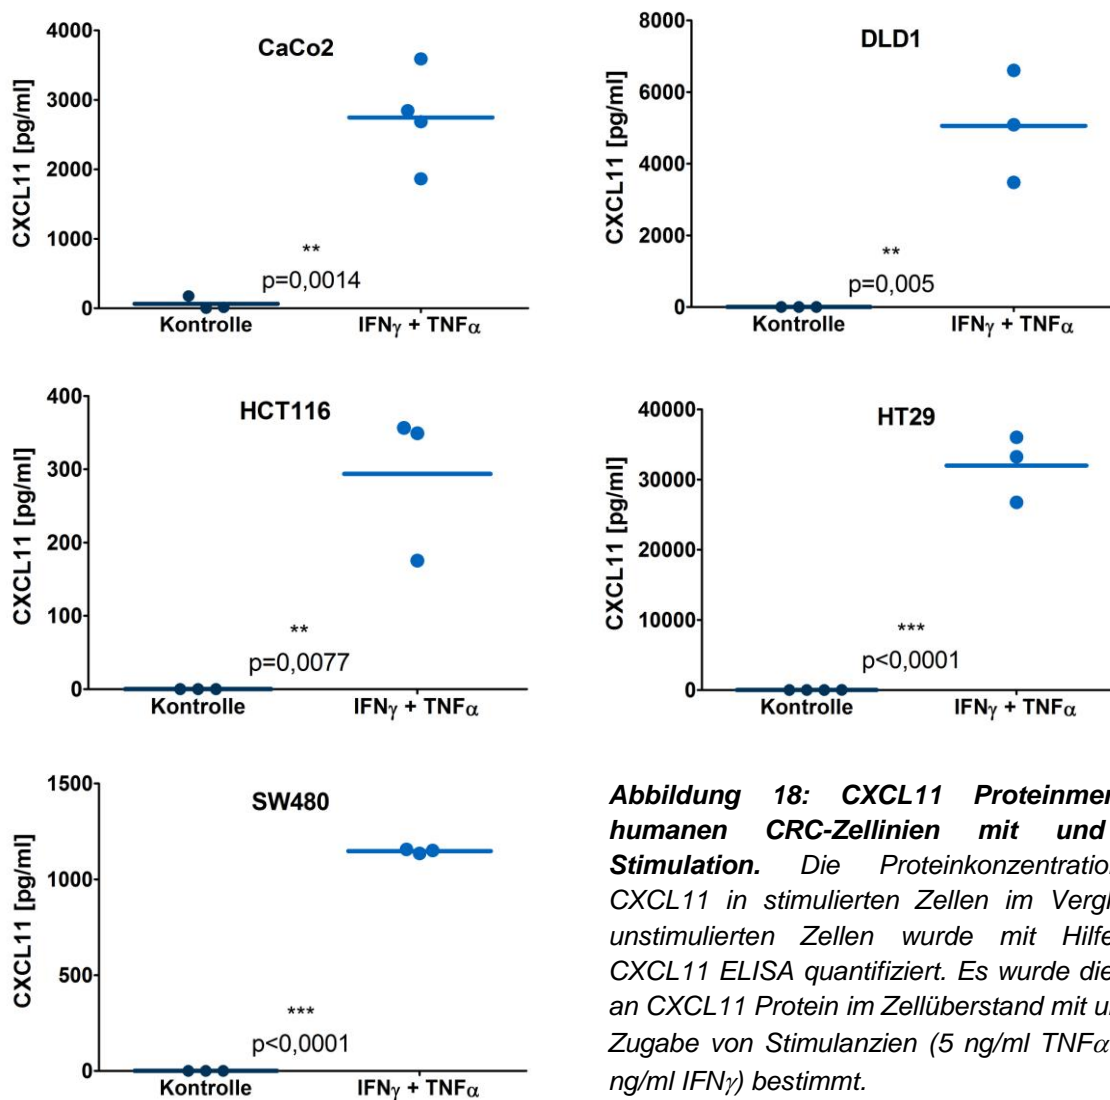 CaCo2
CXCL11 [pg/ml]
4000
3000
2000
1000
0
**
p=0,0014
Kontrolle
IFNγ + TNFα
DLD1
CXCL11 [pg/ml]
8000
6000
4000
2000
0
**
p=0,005
Kontrolle
IFNγ + TNFα
HCT116
CXCL11 [pg/ml]
400
300
200
100
0
**
p=0,0077
Kontrolle
IFNγ + TNFα
HT29
CXCL11 [pg/ml]
40000
30000
20000
10000
0
***
p<0,0001
Kontrolle
IFNγ + TNFα
SW480
CXCL11 [pg/ml]
1500
1000
500
0
***
p<0,0001
Kontrolle
IFNγ + TNFα
Abbildung 18: CXCL11
humanen CRC-Zellinien mit und
Stimulation. Die
CXCL11 in stimulierten Zellen im
unstimulierten Zellen wurde mit Hilfe
CXCL11 ELISA quantifiziert. Es wurde die
an CXCL11 Protein im Zellüberstand mit
Zugabe von Stimulanzien (5 ng/ml TNFα
ng/ml IFNγ) bestimmt.